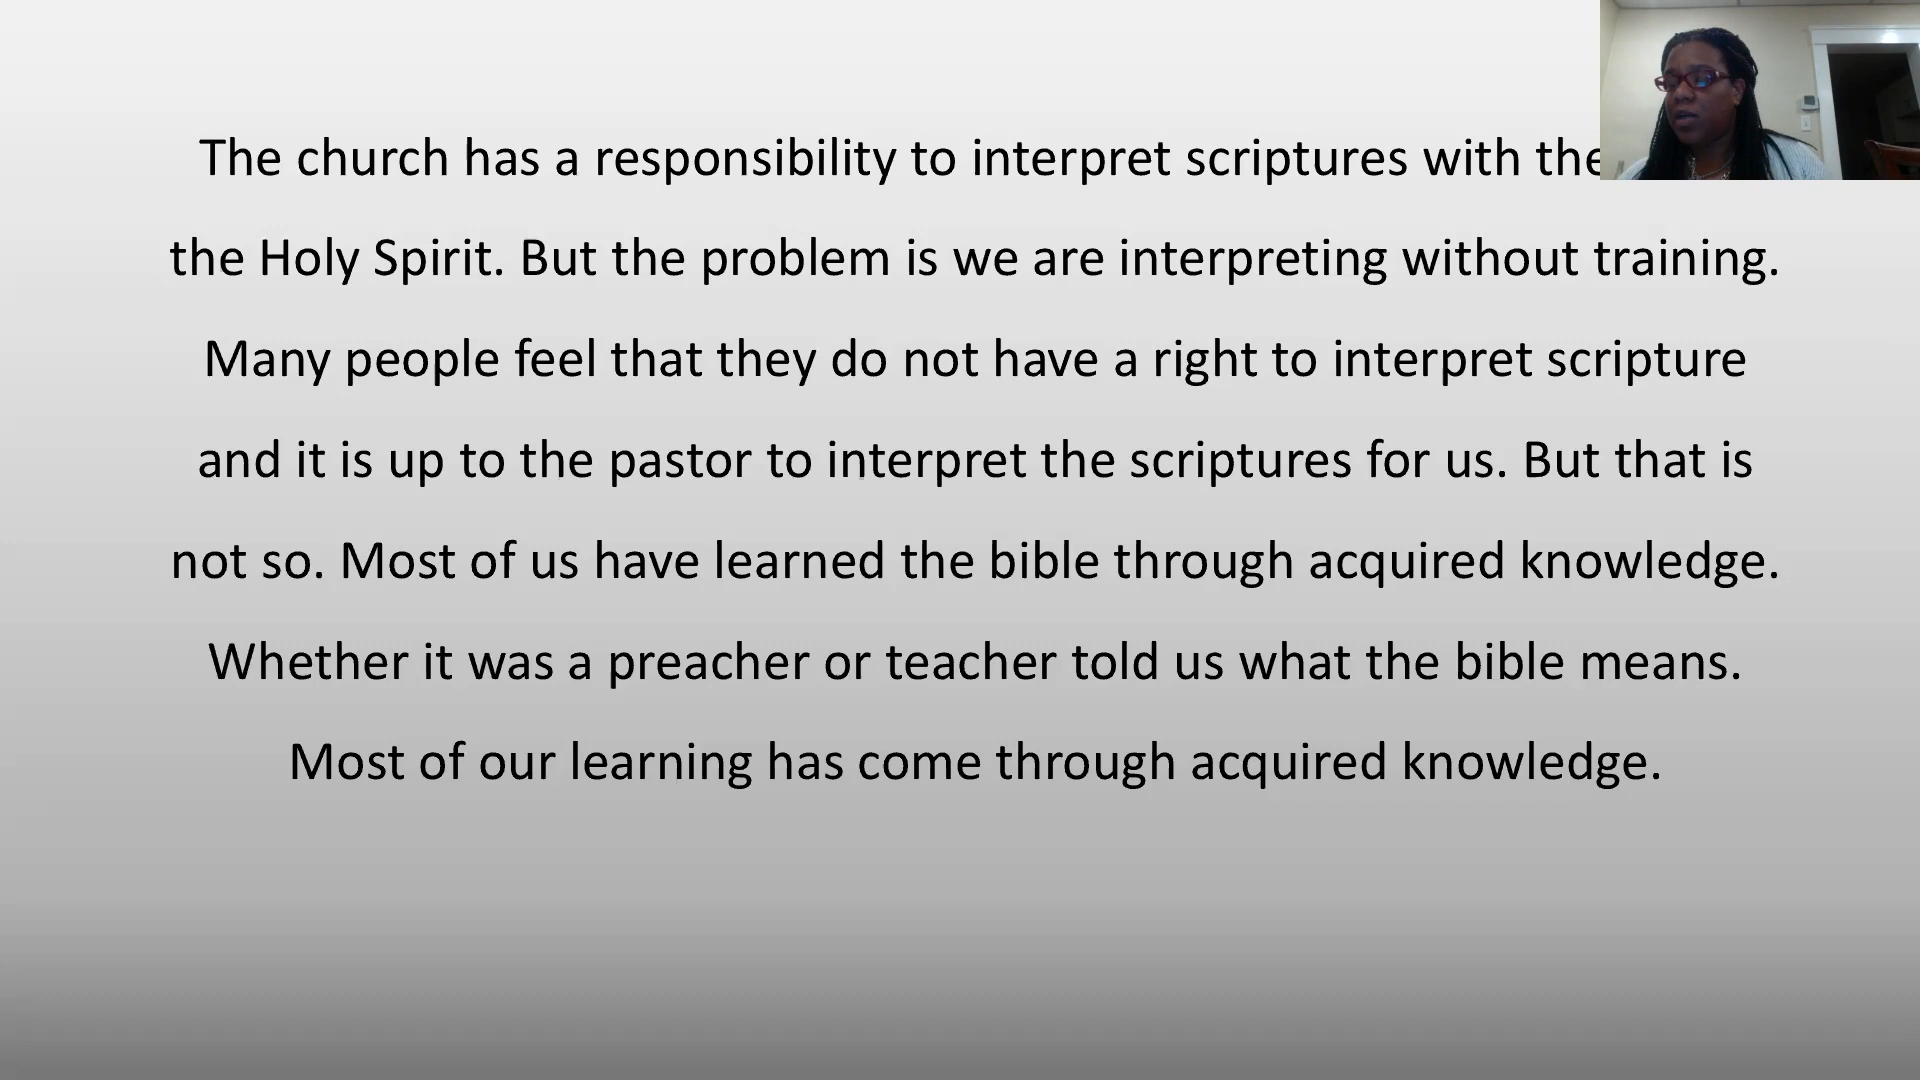 The church has a responsibility to interpret scriptures with the
the Holy Spirit. But the problem is we are interpreting without training.
Many people feel that they do not have a right to interpret scripture
and it is up to the pastor to interpret the scriptures for us. But that is
not so. Most of us have learned the bible through acquired knowledge.
Whether it was a preacher or teacher told us what the bible means.
Most of our learning has come through acquired knowledge.